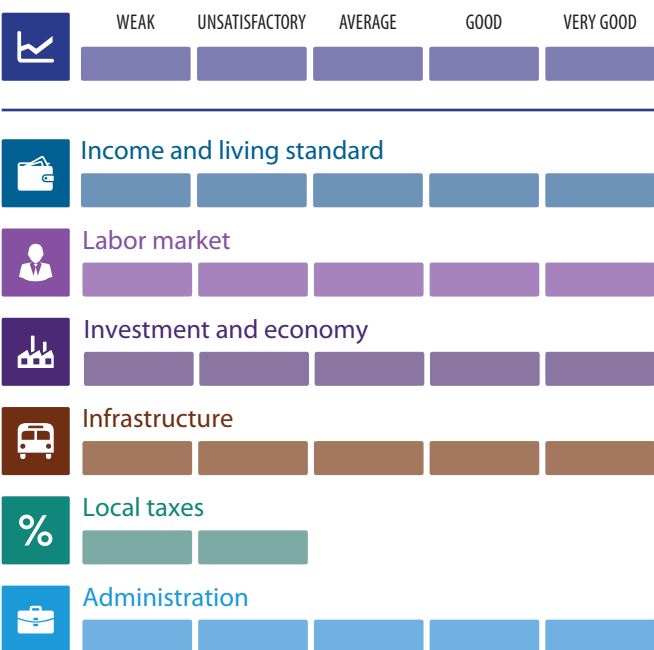 WEAK UNSATISFACTORY AVERAGE GOOD VERY GOOD
Income and living standard
Labor market
Investment and economy
Infrastructure
Local taxes
%
Administration